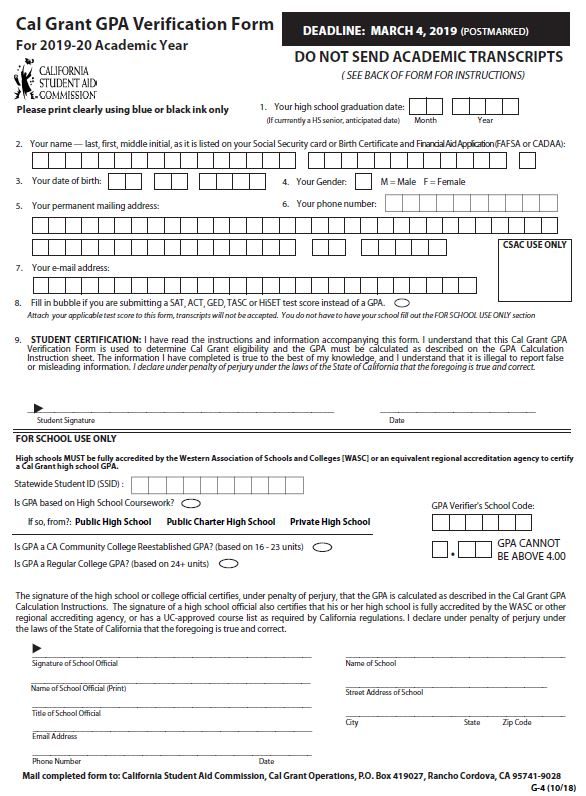 Cal Grant GPA Verification Form
For 2019-20 Academic Year
DEADLINE: MARCH 4, 2019 (POSTMARKED)
DO NOT SEND ACADEMIC TRANSCRIPTS
( SEE BACK OF FORM FOR INSTRUCTIONS)
CALIFORNIA
STUDENT AID
COMMISSION
Please print clearly using blue or black ink only
1. Your high school graduation date:
(If currently a HS senior, anticipated date) Month Year
2. Your name — last, first, middle initial, as it is listed on your Social Security card or Birth Certificate and Financial Aid Application (FAFSA or CADAA):
3. Your date of birth:
4. Your Gender: M = Male F = Female
5. Your permanent mailing address:
6. Your phone number:
CSAC USE ONLY
7. Your e-mail address:
8. Fill in bubble if you are submitting a SAT, ACT, GED, TASC or HiSET test score instead of a GPA.
Attach your applicable test score to this form, transcripts will not be accepted. You do not have to have your school fill out the FOR SCHOOL USE ONLY section
9. STUDENT CERTIFICATION: I have read the instructions and information accompanying this form. I understand that this Cal Grant GPA
Verification Form is used to determine Cal Grant eligibility and the GPA must be calculated as described on the GPA Calculation
Instruction sheet. The information I have completed is true to the best of my knowledge, and I understand that it is illegal to report false
or misleading information. I declare under penalty of perjury under the laws of the State of California that the foregoing is true and correct.
Student Signature Date
FOR SCHOOL USE ONLY
High schools MUST be fully accredited by the Western Association of Schools and Colleges [WASC] or an equivalent regional accreditation agency to certify
a Cal Grant high school GPA.
Statewide Student ID (SSID) :
Is GPA based on High School Coursework?
GPA Verifier's School Code:
If so, from?: Public High School Public Charter High School Private High School
Is GPA a CA Community College Reestablished GPA? (based on 16 - 23 units)
GPA CANNOT
BE ABOVE 4.00
Is GPA a Regular College GPA? (based on 24+ units)
The signature of the high school or college official certifies, under penalty of perjury, that the GPA is calculated as described in the Cal Grant GPA
Calculation Instructions. The signature of a high school official also certifies that his or her high school is fully accredited by the WASC or other
regional accrediting agency, or has a UC-approved course list as required by California regulations. I declare under penalty of perjury under
the laws of the State of California that the foregoing is true and correct.
Signature of School Official
Name of School
Name of School Official (Print)
Street Address of School
Title of School Official
City State Zip Code
Email Address
Phone Number Date
Mail completed form to: California Student Aid Commission, Cal Grant Operations, P.O. Box 419027, Rancho Cordova, CA 95741-9028
G-4 (10/18)